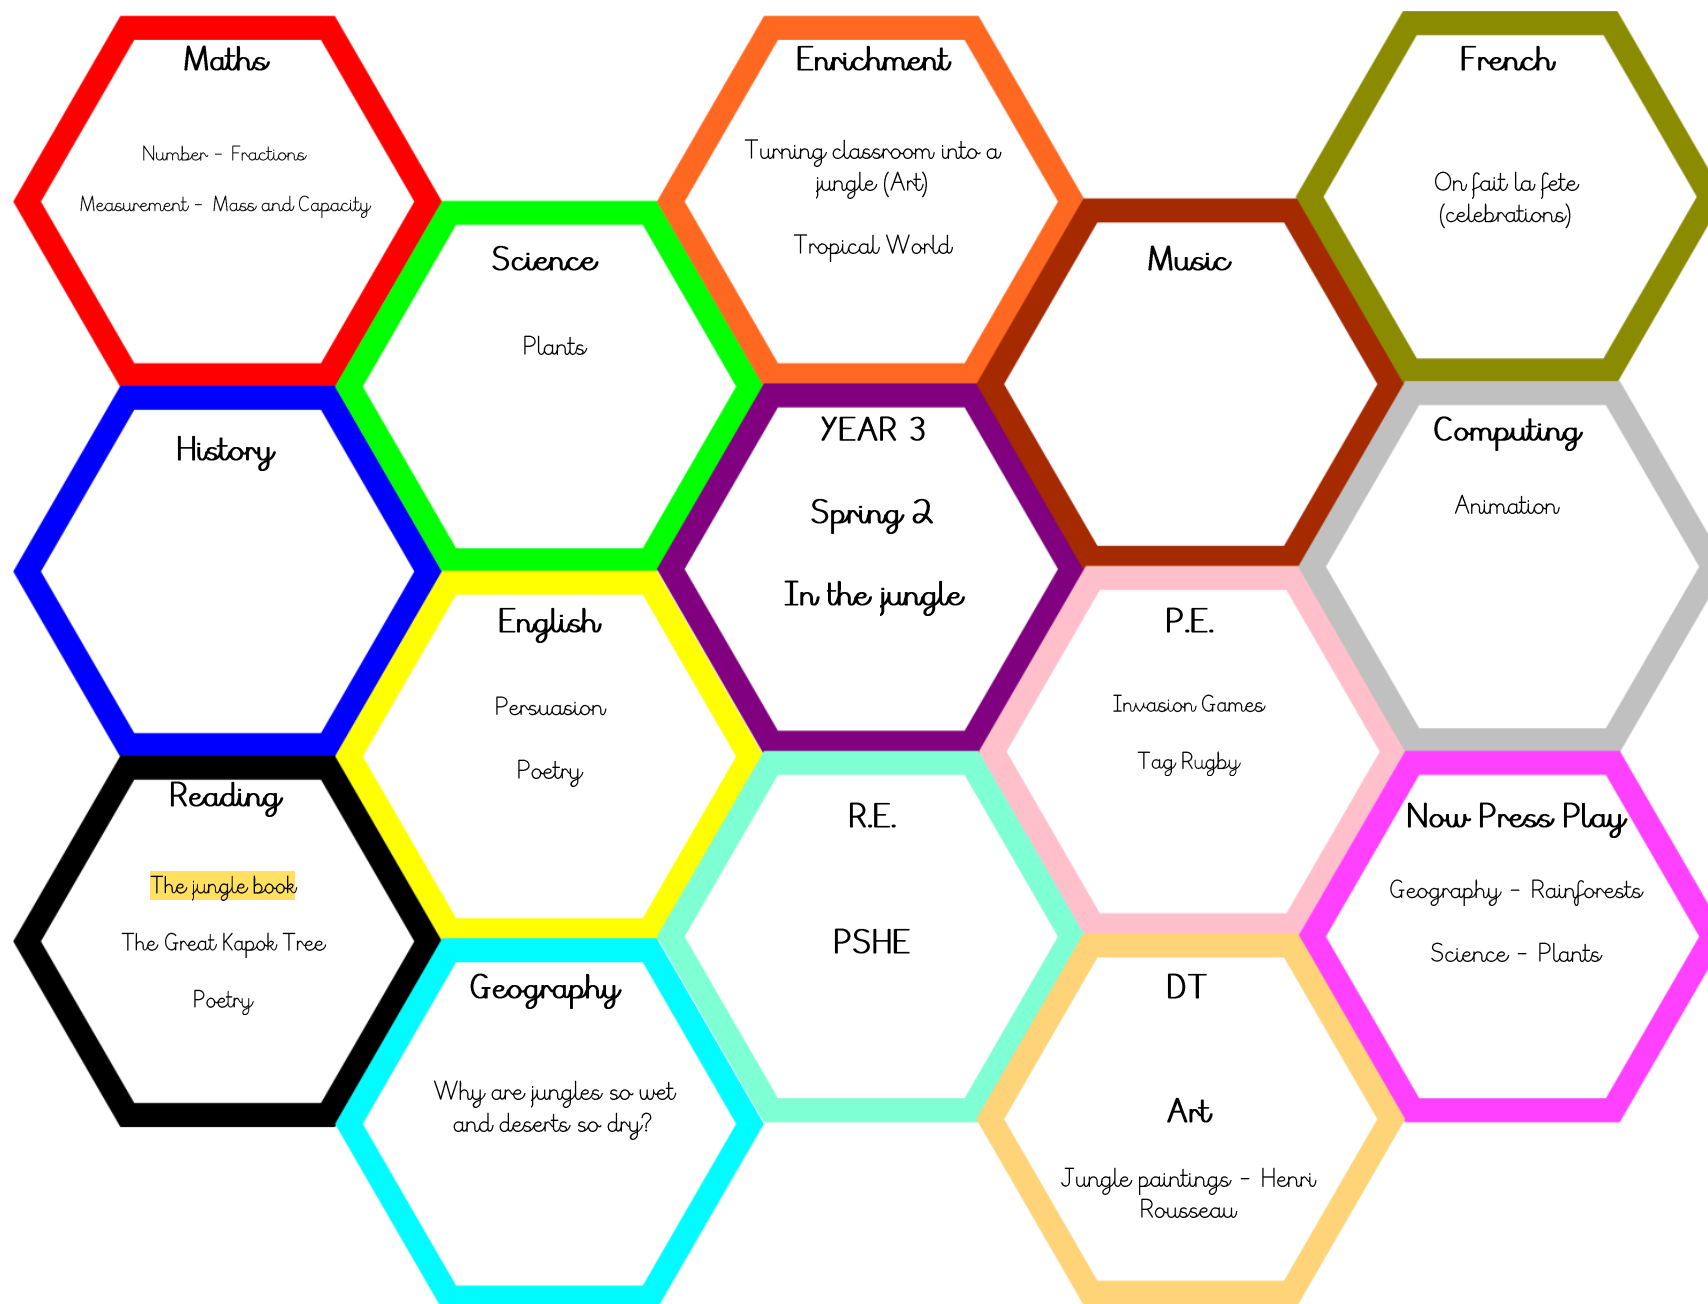 Maths
Number - Fractions
Measurement - Mass and Capacity
Enrichment
Turning classroom into a
jungle (Art)
Tropical World
French
On fait la fete
(celebrations)
Science
Plants
Music
History
YEAR 3
Spring 2
In the jungle
Computing
Animation
English
Persuasion
Poetry
P.E.
Invasion Games
Tag Rugby
Reading
The jungle book
The Great Kapok Tree
Poetry
R.E.
PSHE
Now Press Play
Geography - Rainforests
Science - Plants
Geography
Why are jungles so wet
and deserts so dry?
DT
Art
Jungle paintings - Henri
Rousseau